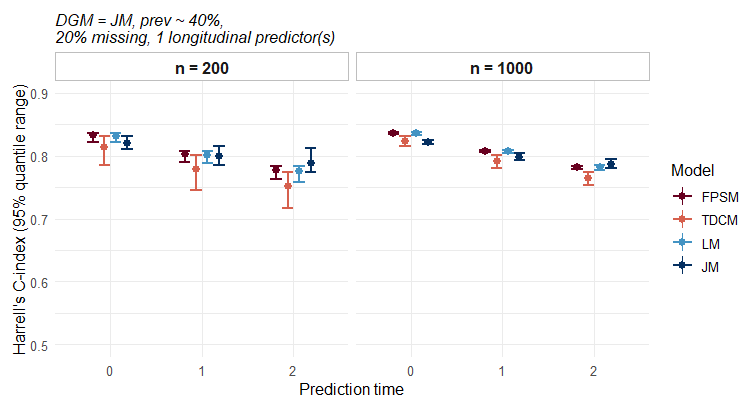 DGM = JM, prev ~ 40%,
20% missing, 1 longitudinal predictor(s)
n = 200
n = 1000
Harrell's C-index (95% quantile range)
0.9
0.8
0.7
0.6
0.5
0
1
2
0
1
2
Prediction time
Model
FPSM
TDCM
LM
JM